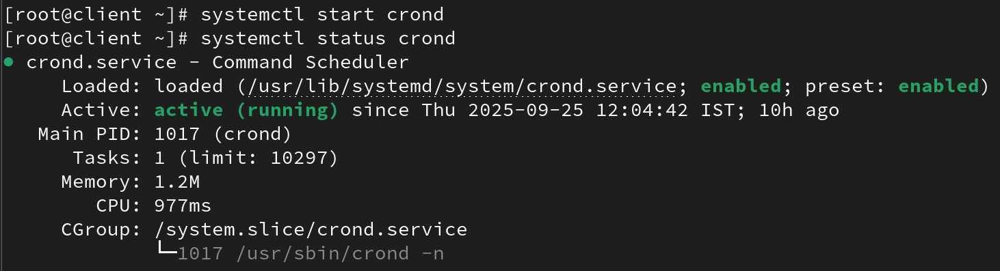 [root@client ~]# systemctl start crond
[root@client ~]# systemctl status crond
● crond.service - Command Scheduler
     Loaded: loaded (/usr/lib/systemd/system/crond.service; enabled; preset: enabled)
     Active: active (running) since Thu 2025-09-25 12:04:42 IST; 10h ago
   Main PID: 1017 (crond)
      Tasks: 1 (limit: 10297)
     Memory: 1.2M
        CPU: 977ms
     CGroup: /system.slice/crond.service
             └─1017 /usr/sbin/crond -n